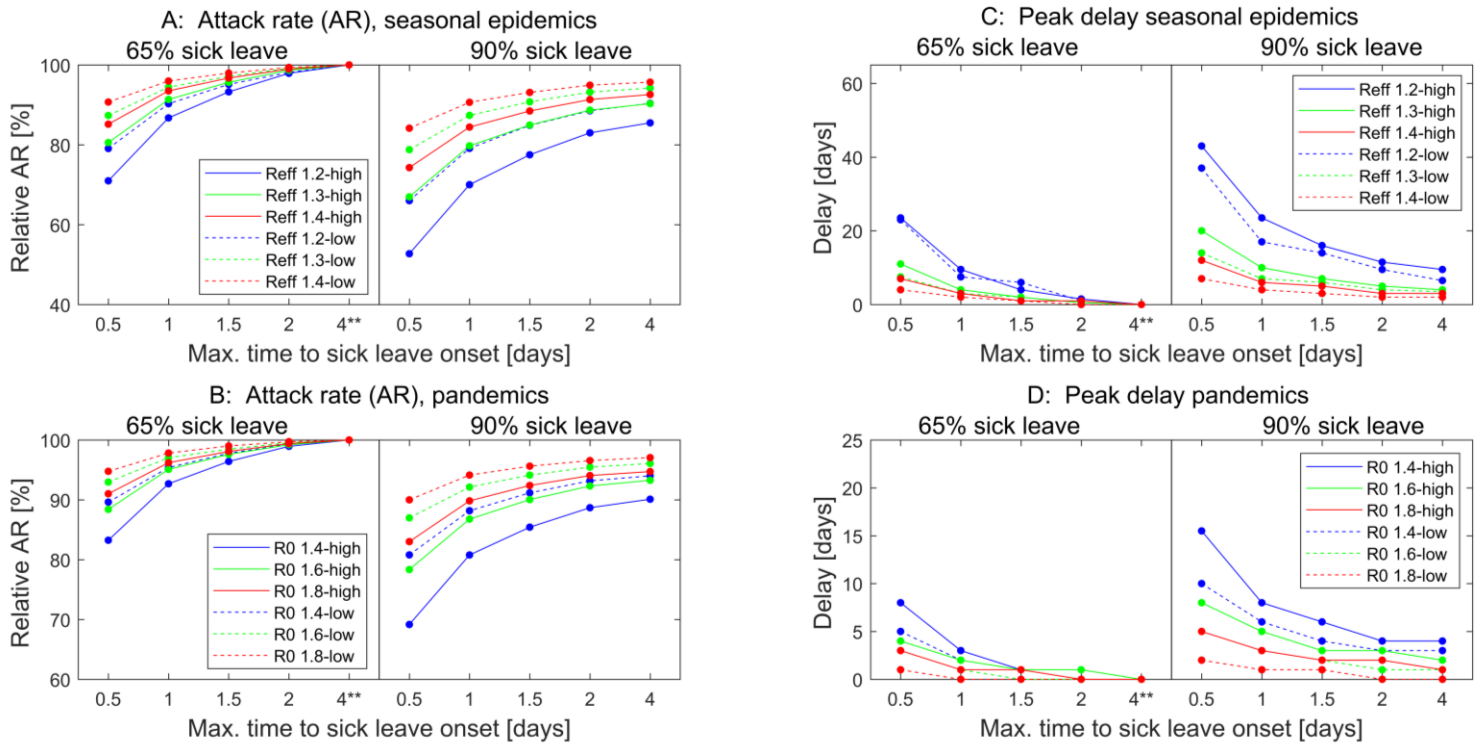 A: Attack rate (AR), seasonal epidemics
65% sick leave
90% sick leave
Relative AR [%]
100
80
60
40
Reff 1.2-high
Reff 1.3-high
Reff 1.4-high
Reff 1.2-low
Reff 1.3-low
Reff 1.4-low
0.5 1 1.5 2 4** 0.5 1 1.5 2 4
Max. time to sick leave onset [days]
B: Attack rate (AR), pandemics
65% sick leave
90% sick leave
Relative AR [%]
100
90
80
70
60
R0 1.4-high
R0 1.6-high
R0 1.8-high
R0 1.4-low
R0 1.6-low
R0 1.8-low
0.5 1 1.5 2 4** 0.5 1 1.5 2 4
Max. time to sick leave onset [days]
C: Peak delay seasonal epidemics
65% sick leave
90% sick leave
Delay [days]
60
40
20
0
Reff 1.2-high
Reff 1.3-high
Reff 1.4-high
Reff 1.2-low
Reff 1.3-low
Reff 1.4-low
0.5 1 1.5 2 4** 0.5 1 1.5 2 4
Max. time to sick leave onset [days]
D: Peak delay pandemics
65% sick leave
90% sick leave
Delay [days]
25
20
15
10
5
0
R0 1.4-high
R0 1.6-high
R0 1.8-high
R0 1.4-low
R0 1.6-low
R0 1.8-low
0.5 1 1.5 2 4** 0.5 1 1.5 2 4
Max. time to sick leave onset [days]